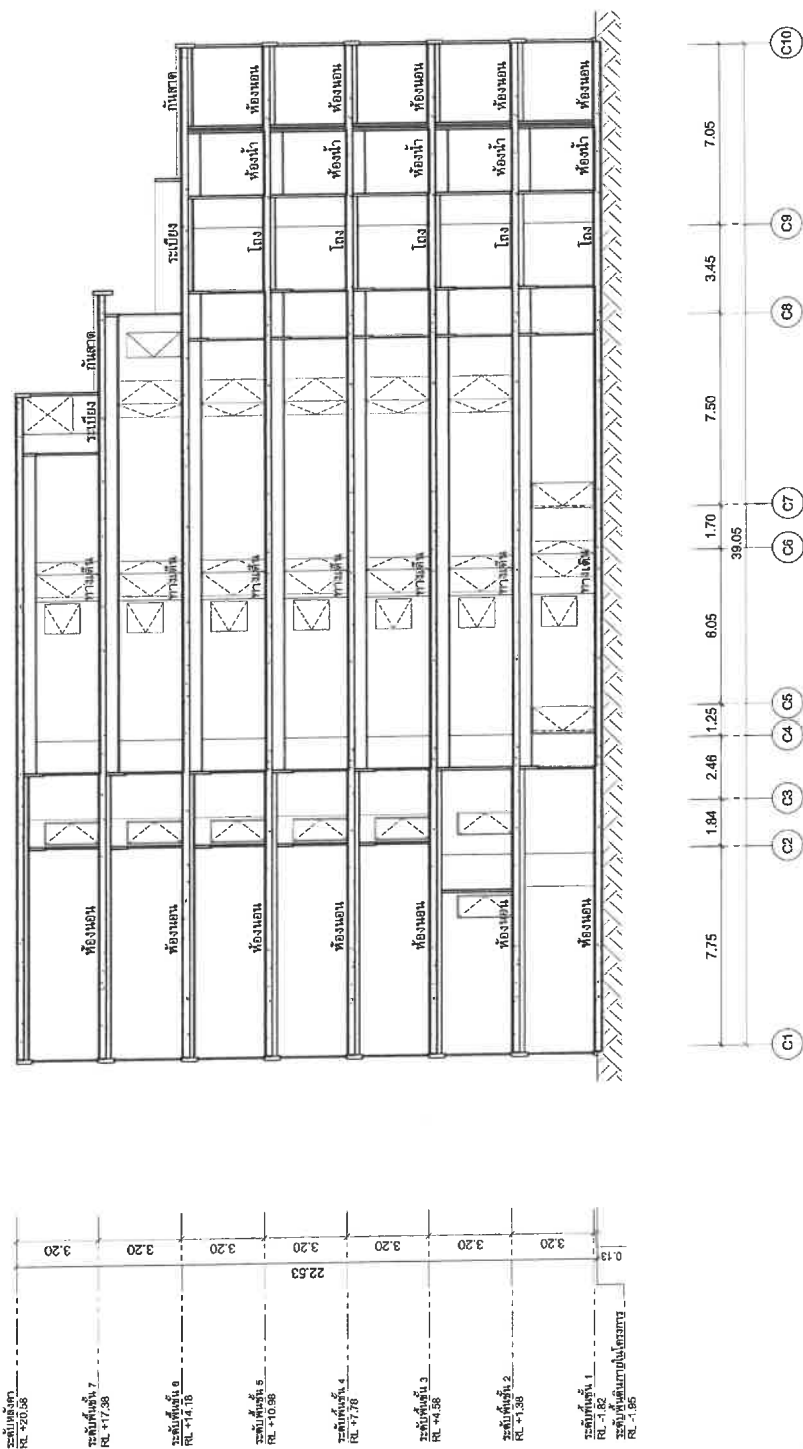 ระดับหลังคา
RL +20.58
ระดับพื้นชั้น 7
RL +17.38
ระดับพื้นชั้น 6
RL +14.18
ระดับพื้นชั้น 5
RL +10.98
ระดับพื้นชั้น 4
RL +7.78
ระดับพื้นชั้น 3
RL +4.58
ระดับพื้นชั้น 2
RL +1.38
ระดับพื้นชั้น 1
RL -1.82
ระดับพื้นถนนภายในโครงการ
RL -1.95
3.20
3.20
3.20
3.20
3.20
3.20
3.20
22.53
0.13
ระเบียง กันสาด
ทางเดิน
ห้องนอน ทางเดิน ระเบียง กันสาด
ห้องนอน ทางเดิน
ห้องนอน ทางเดิน โถง ห้องน้ำ ห้องนอน
ห้องนอน ทางเดิน โถง ห้องน้ำ ห้องนอน
ห้องนอน ทางเดิน โถง ห้องน้ำ ห้องนอน
ห้องนอน ทางเดิน โถง ห้องน้ำ ห้องนอน
ห้องนอน ทางเดิน โถง ห้องน้ำ ห้องนอน
7.75 1.84 2.46 1.25 6.05 1.70 7.50 3.45 7.05
39.05
C1 C2 C3 C4 C5 C6 C7 C8 C9 C10